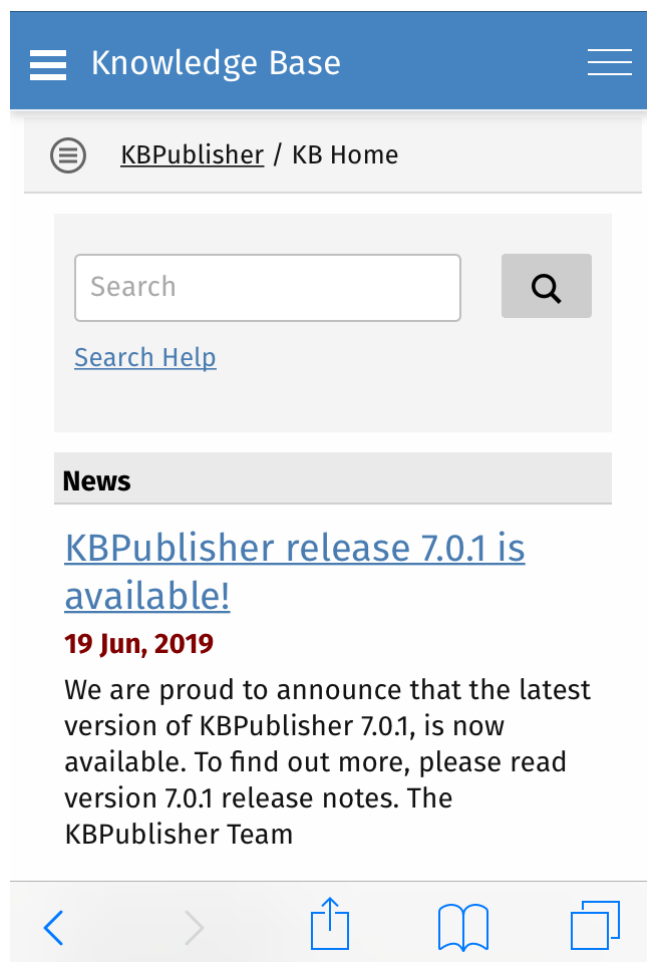 Knowledge Base
KBPublisher / KB Home
Search
Search Help
News
KBPublisher release 7.0.1 is
available!
19 Jun, 2019
We are proud to announce that the latest
version of KBPublisher 7.0.1, is now
available. To find out more, please read
version 7.0.1 release notes. The
KBPublisher Team